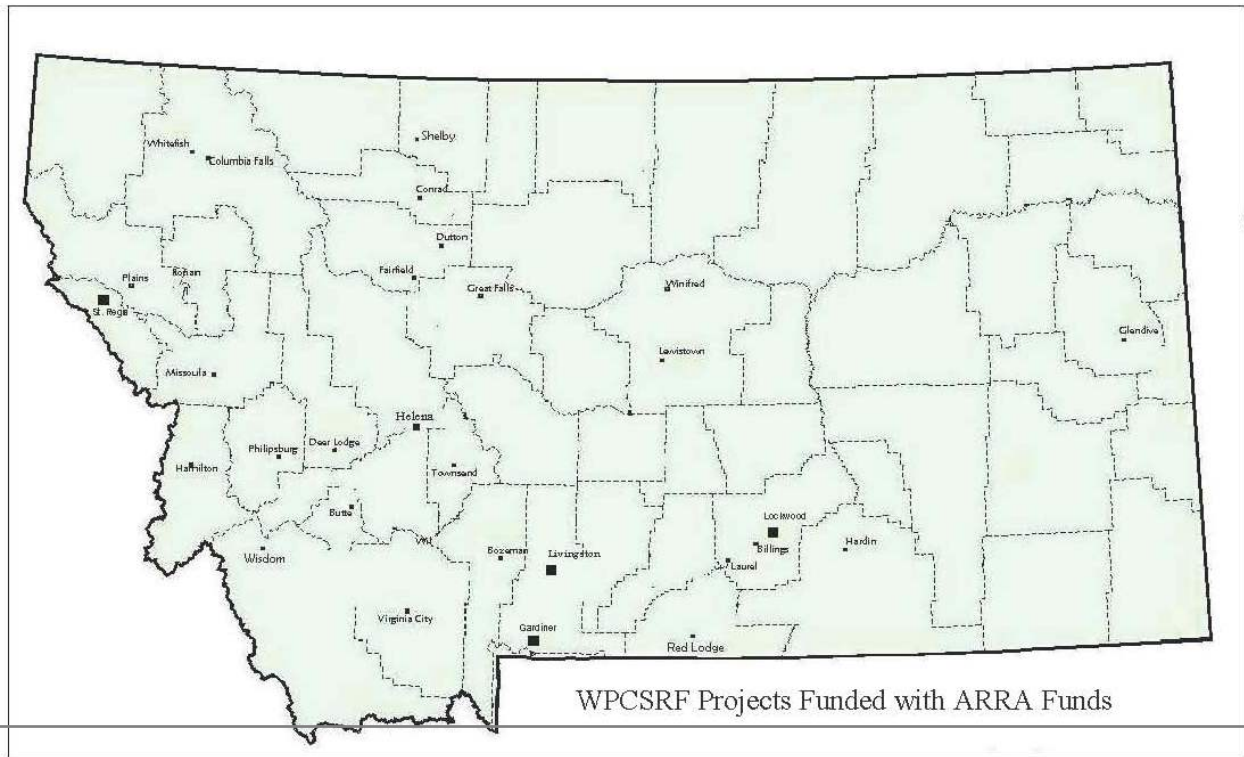 Shelby
Whitefish
Columbia Falls
Conrad
Dutton
Fairfield
Plains
Ronan
Great Falls
Winifred
St. Regis
Glendive
Lewistown
Missoula
Helena
Philipsburg
Deer Lodge
Hamilton
Townsend
Butte
Lockwood
Wisdom
Bozeman
Livingston
Billings
Hardin
Laurel
Virginia City
Gardiner
Red Lodge
WPCSRF Projects Funded with ARRA Funds